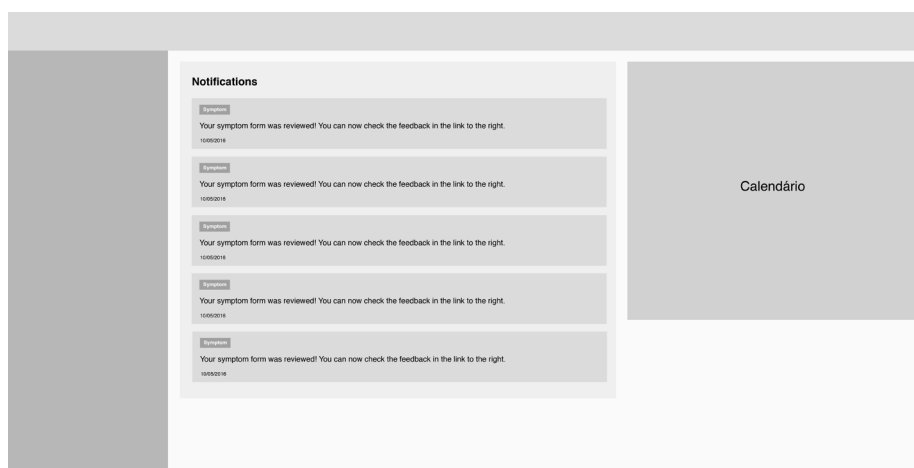 Notifications
Symptom
Your symptom form was reviewed! You can now check the feedback in the link to the right.
10/05/2016
Symptom
Your symptom form was reviewed! You can now check the feedback in the link to the right.
10/05/2016
Symptom
Your symptom form was reviewed! You can now check the feedback in the link to the right.
10/05/2016
Symptom
Your symptom form was reviewed! You can now check the feedback in the link to the right.
10/05/2016
Symptom
Your symptom form was reviewed! You can now check the feedback in the link to the right.
10/05/2016
Calendário